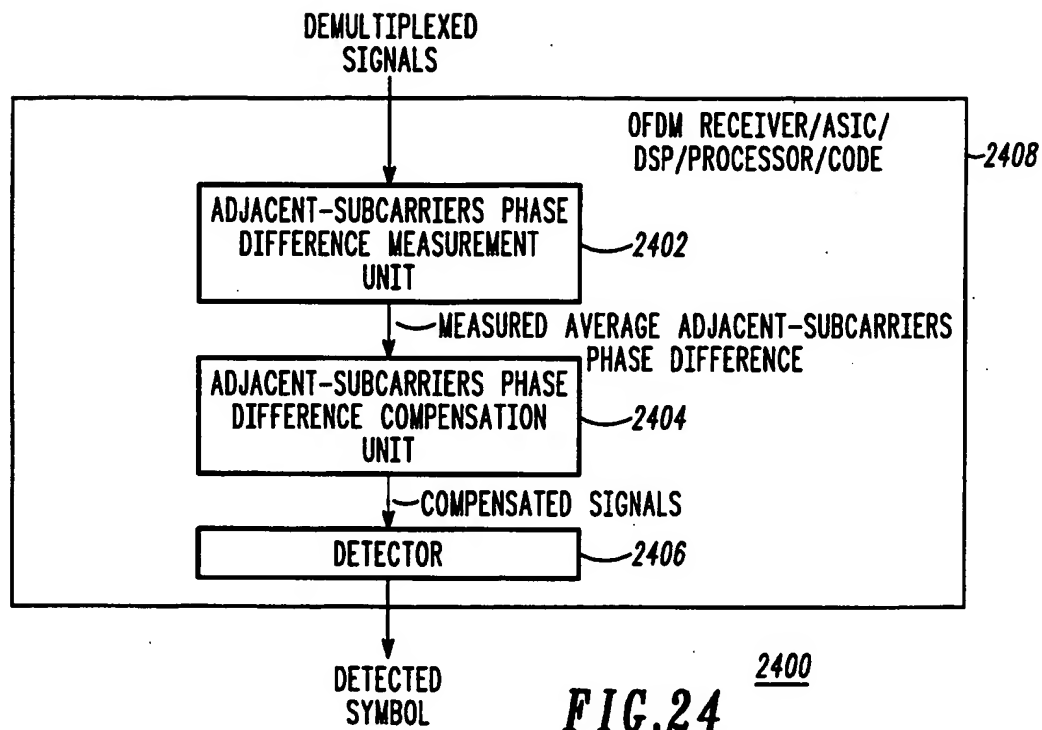 DEMULTIPLEXED
SIGNALS
OFDM RECEIVER/ASIC/
DSP/PROCESSOR/CODE
2408
ADJACENT-SUBCARRIERS PHASE
DIFFERENCE MEASUREMENT
UNIT
2402
MEASURED AVERAGE ADJACENT-SUBCARRIERS
PHASE DIFFERENCE
ADJACENT-SUBCARRIERS PHASE
DIFFERENCE COMPENSATION
UNIT
2404
COMPENSATED SIGNALS
DETECTOR
2406
DETECTED
SYMBOL
2400
FIG.24